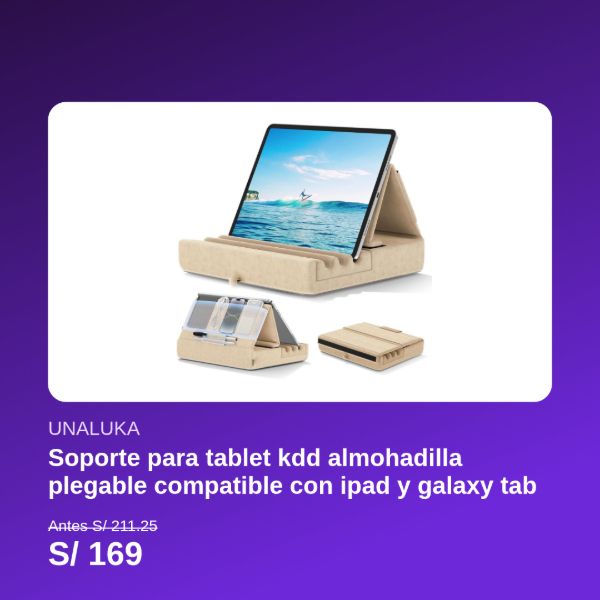 UNALUKA
Soporte para tablet kdd almohadilla
plegable compatible con ipad y galaxy tab
Antes S/ 211.25
S/ 169